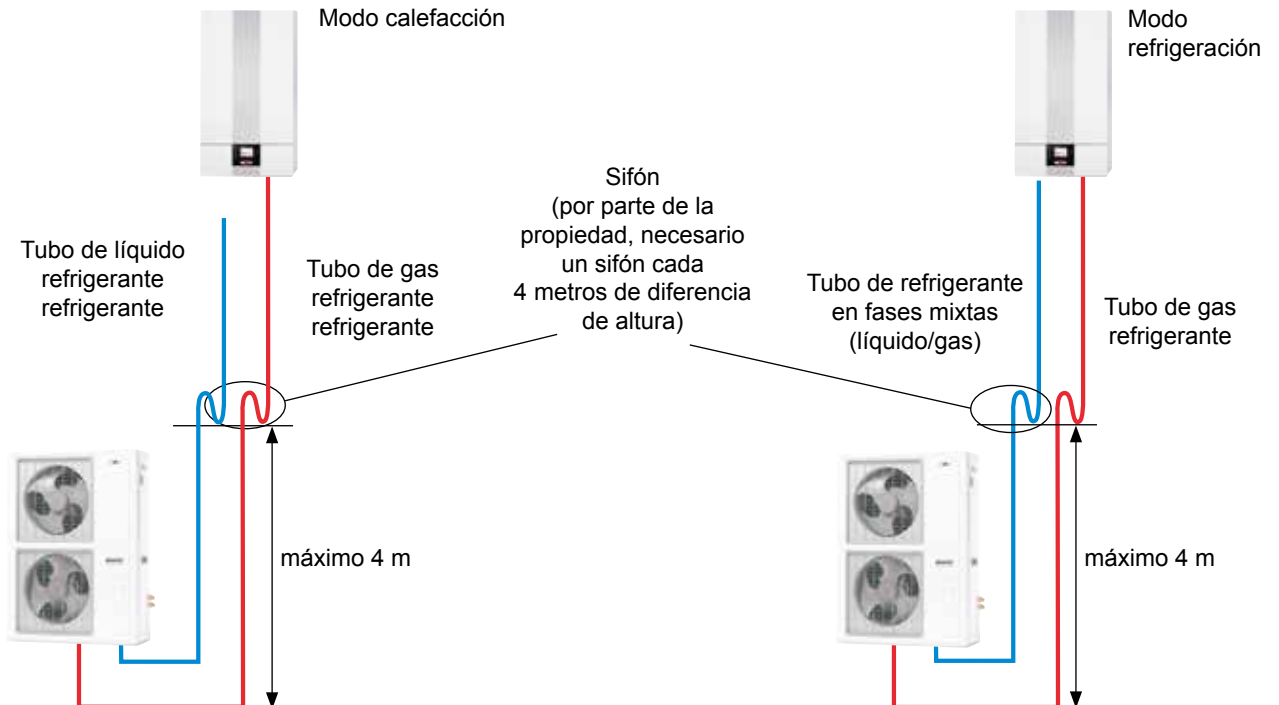 Modo calefacción
Modo
refrigeración
Sifón
(por parte de la
propiedad, necesario
un sifón cada
4 metros de diferencia
de altura)
Tubo de líquido
refrigerante
refrigerante
Tubo de gas
refrigerante
refrigerante
Tubo de refrigerante
en fases mixtas
(líquido/gas)
Tubo de gas
refrigerante
máximo 4 m
máximo 4 m